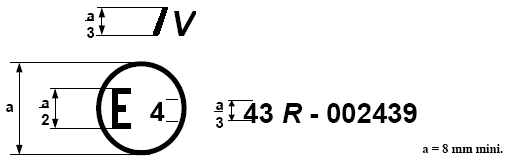 a/3 /V
a a/2 E 4 a/3 43 R - 002439
a = 8 mm mini.